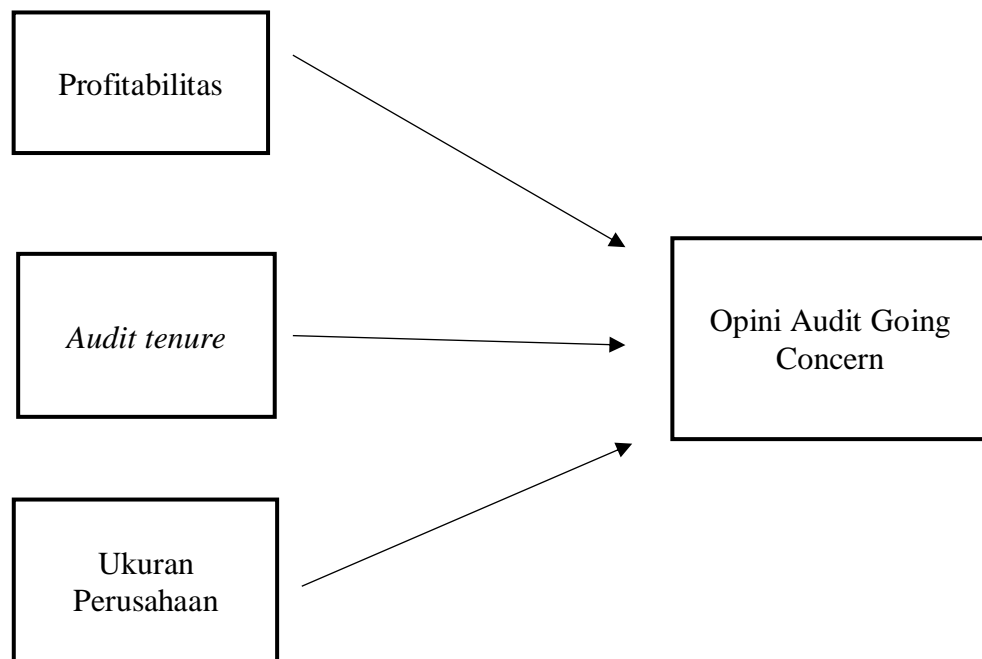 Profitabilitas
Audit tenure
Opini Audit Going
Concern
Ukuran
Perusahaan